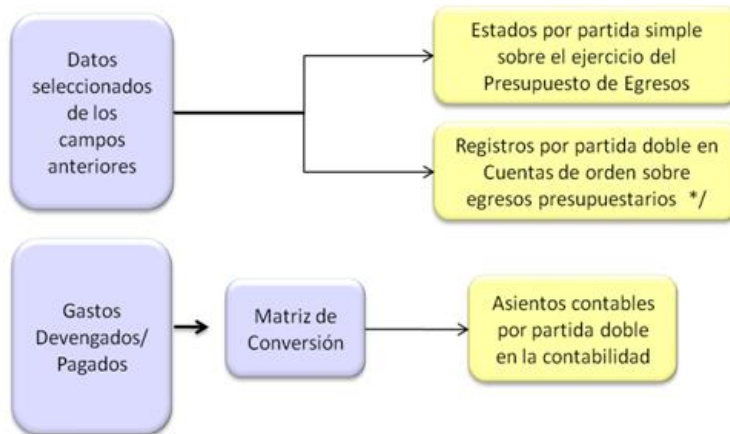 Datos
seleccionados
de los
campos
anteriores
Estados por partida simple
sobre el ejercicio del
Presupuesto de Egresos
Registros por partida doble en
Cuentas de orden sobre
egresos presupuestarios */
Gastos
Devengados/
Pagados
Matriz de
Conversión
Asientos contables
por partida doble
en la contabilidad